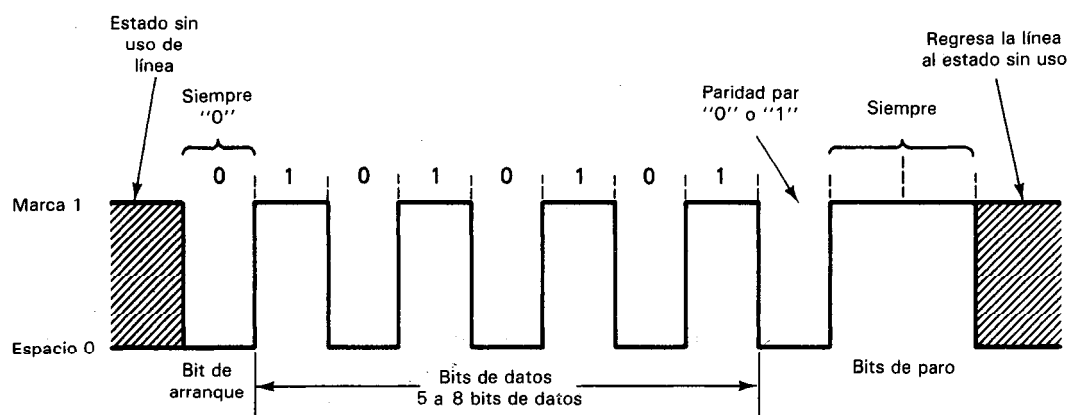 Estado sin
uso de
línea
Siempre
"0"
Paridad par
"0" o "1"
Siempre
Regresa la línea
al estado sin uso
0 1 0 1 0 1 0 1
Marca 1
Espacio 0
Bit de
arranque
Bits de datos
5 a 8 bits de datos
Bits de paro